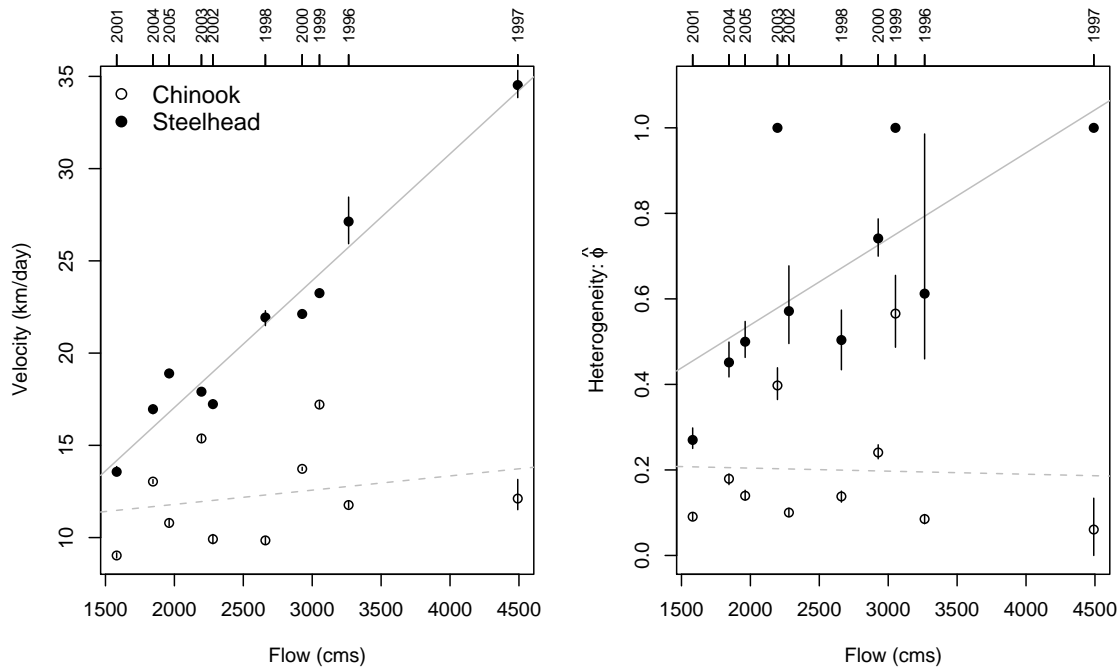 2001 2004 2005 2003 2002 1998 2000 1999 1996 1997
35
30
25
20
15
10
Velocity (km/day)
Chinook
Steelhead
1500 2000 2500 3000 3500 4000 4500
Flow (cms)
2001 2004 2005 2003 2002 1998 2000 1999 1996 1997
1.0
0.8
0.6
0.4
0.2
0.0
Heterogeneity: ϕ̂
1500 2000 2500 3000 3500 4000 4500
Flow (cms)